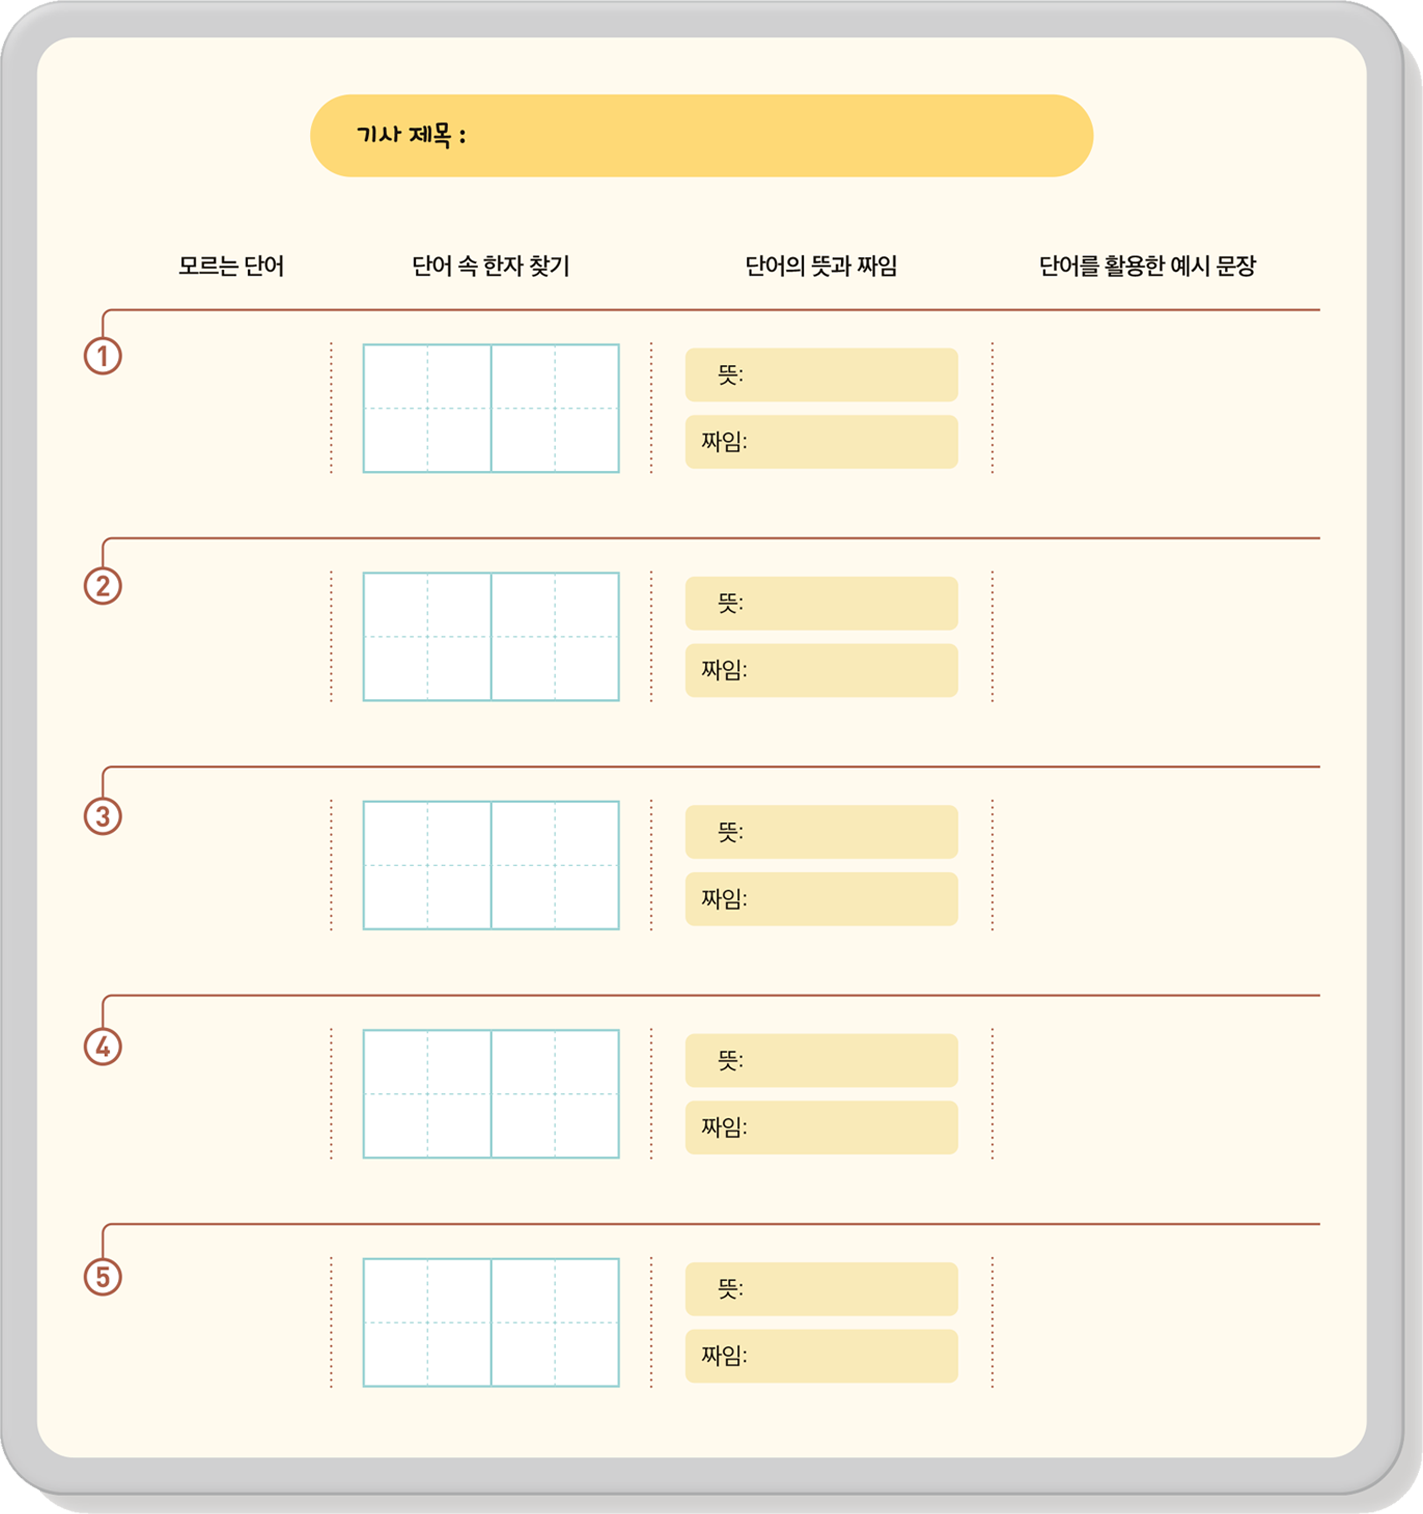 기사 제목 :
모르는 단어 단어 속 한자 찾기 단어의 뜻과 짜임 단어를 활용한 예시 문장
1
뜻:
짜임:
2
뜻:
짜임:
3
뜻:
짜임:
4
뜻:
짜임:
5
뜻:
짜임: